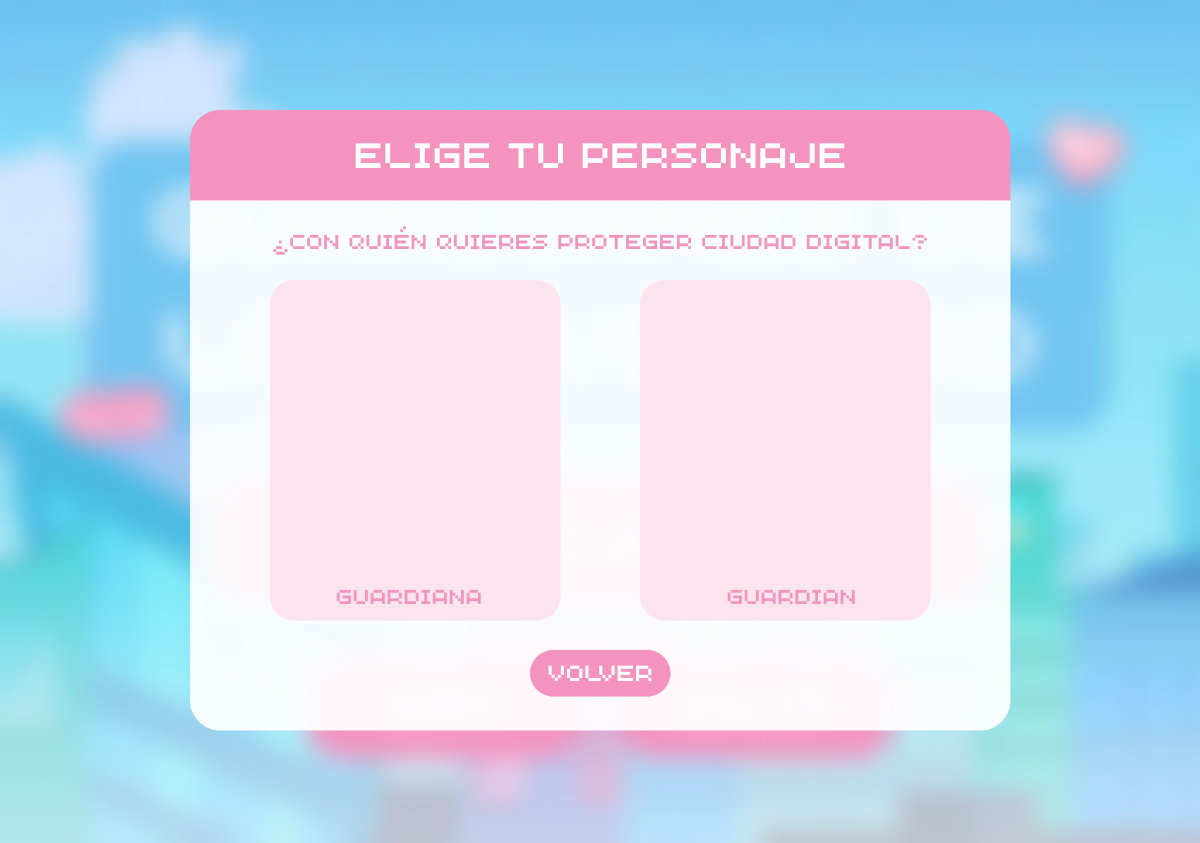 ELIGE TU PERSONAJE
¿CON QUIÉN QUIERES PROTEGER CIUDAD DIGITAL?
GUARDIANA
GUARDIAN
VOLVER